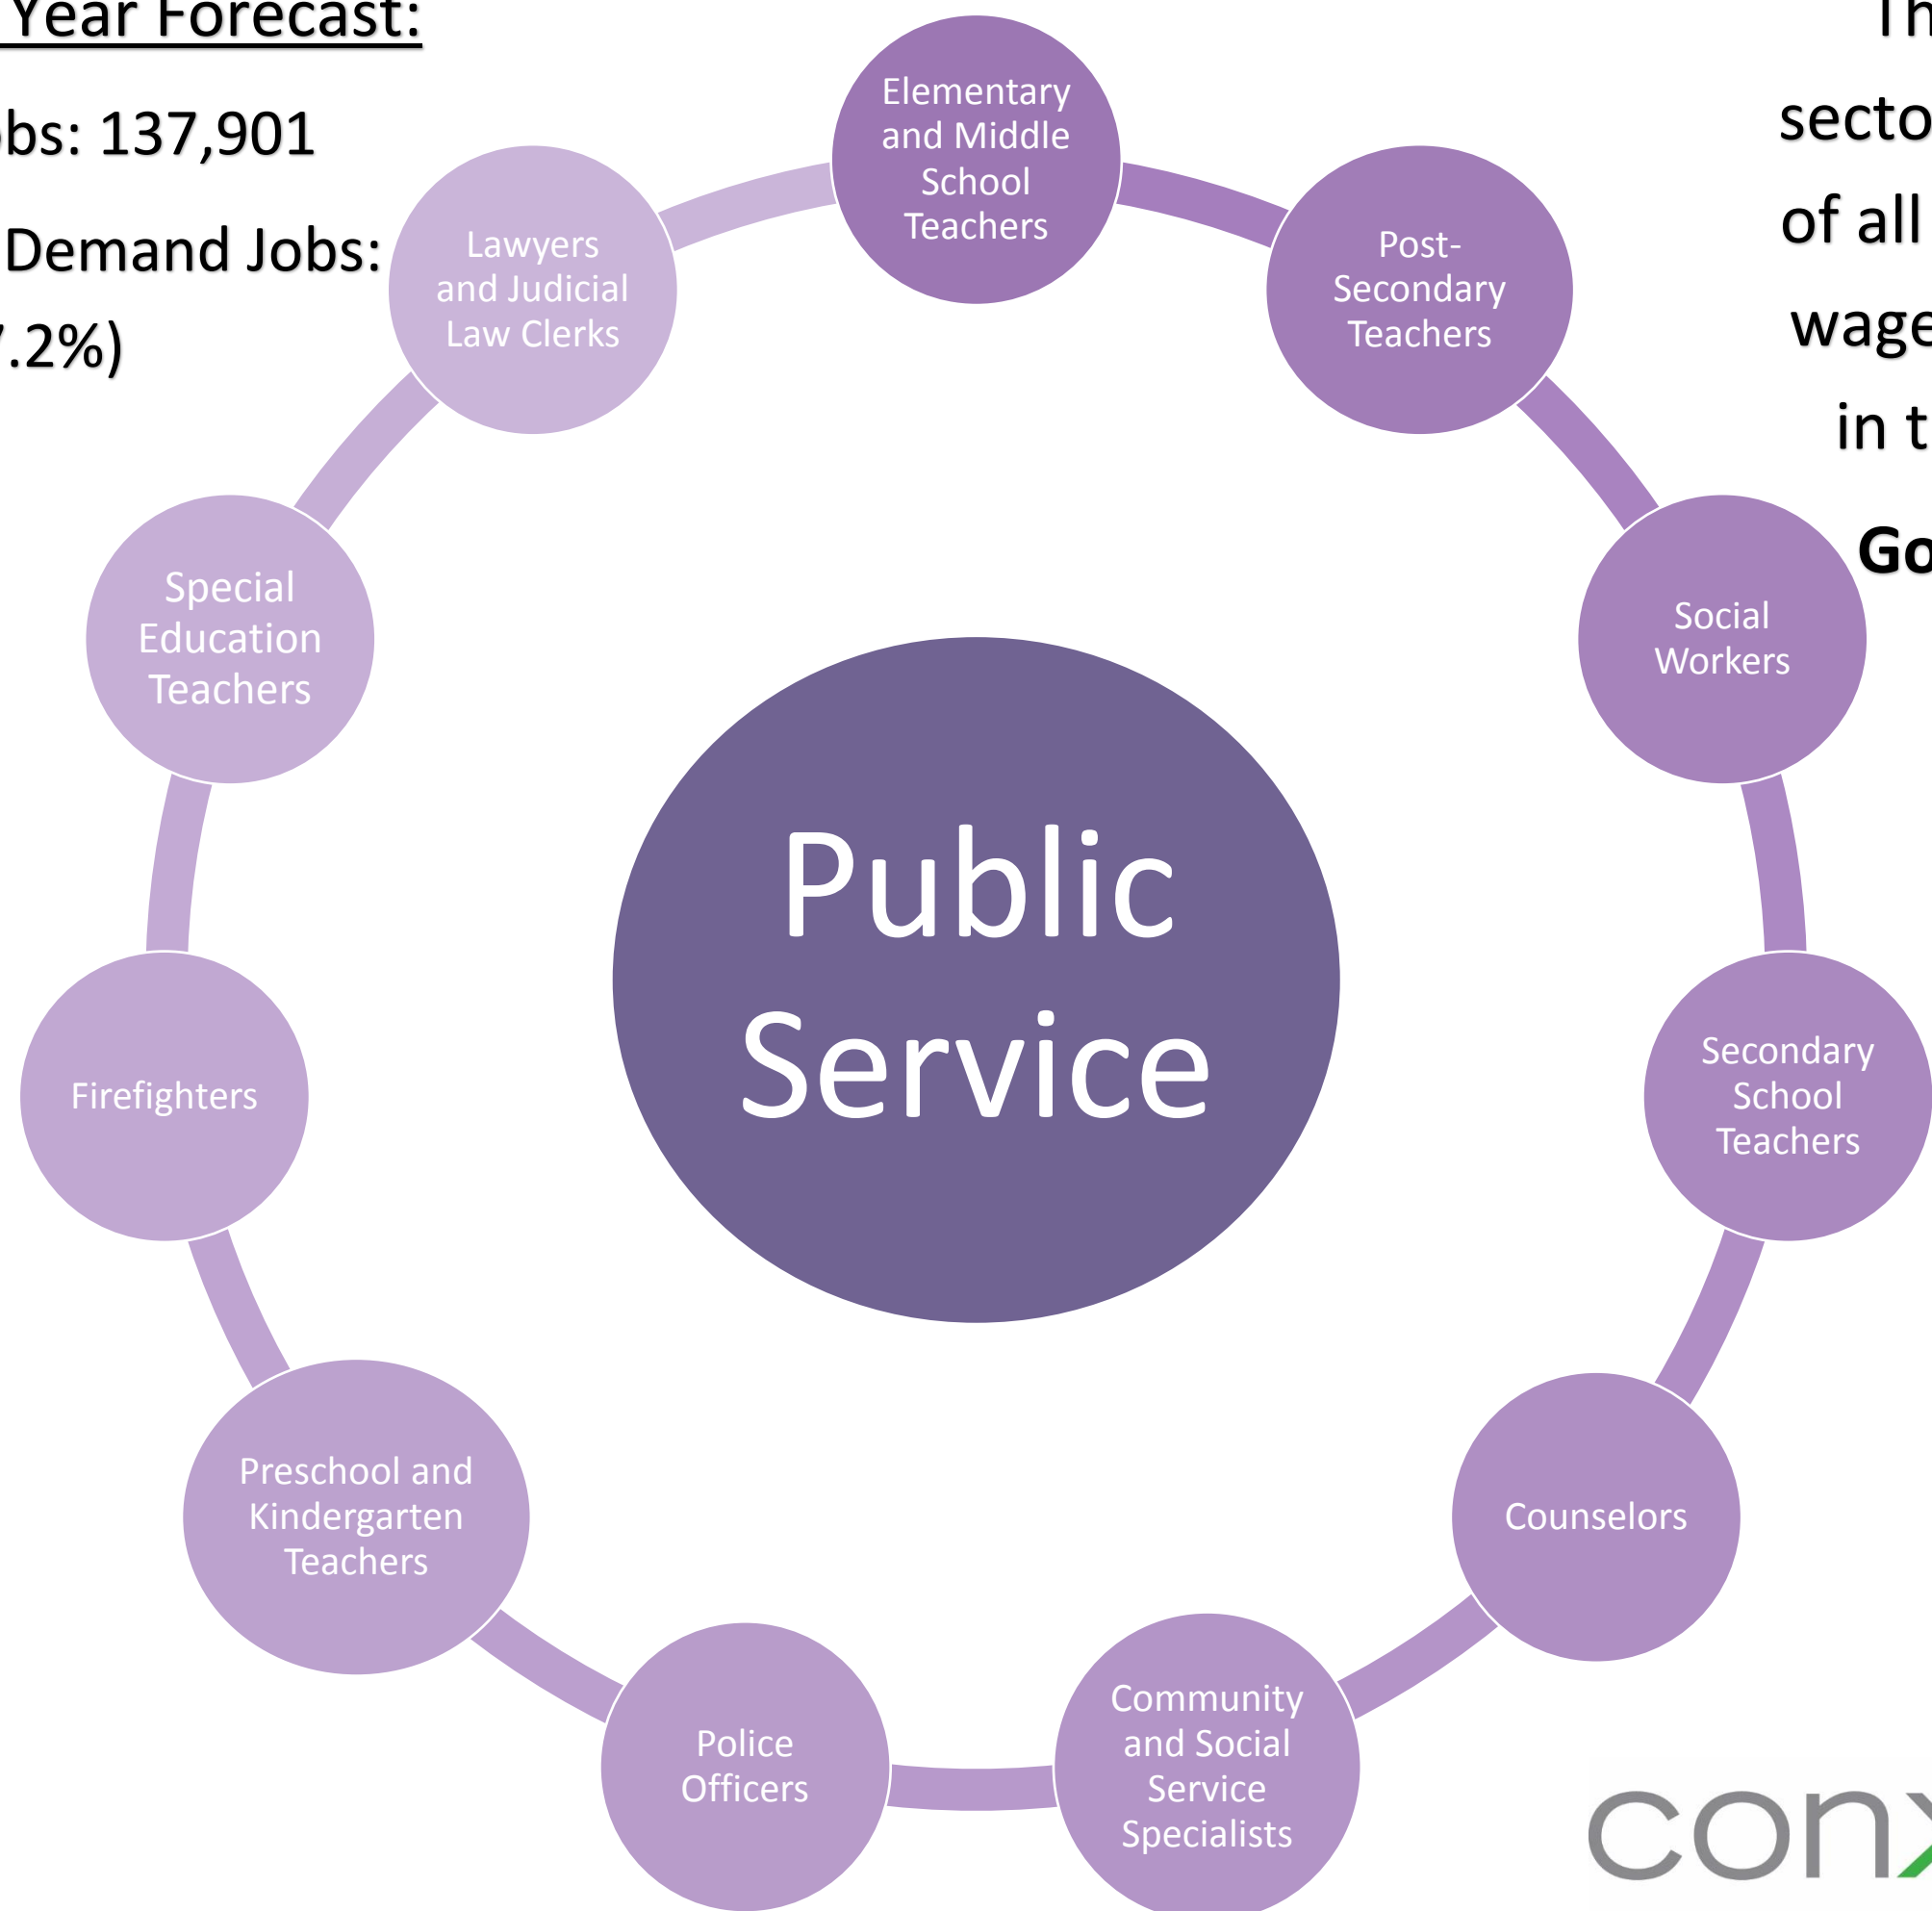 Year Forecast:
bs: 137,901
Demand Jobs:
7.2%)
Th
secto
of all
wage
in t
Go
Elementary
and Middle
School
Teachers
Post-
Secondary
Teachers
Social
Workers
Secondary
School
Teachers
Counselors
Community
and Social
Service
Specialists
Police
Officers
Preschool and
Kindergarten
Teachers
Firefighters
Special
Education
Teachers
Lawyers
and Judicial
Law Clerks
Public
Service
conx